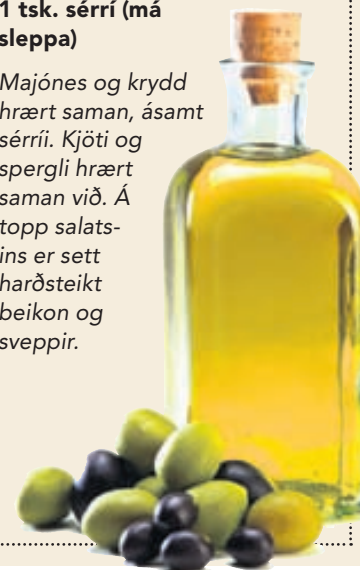 1 tsk. sérrí (má
sleppa)
Majónes og krydd
hrært saman, ásamt
sérríi. Kjöti og
spergli hrært
saman við. Á
topp salats-
ins er sett
harðsteikt
beikon og
sveppir.